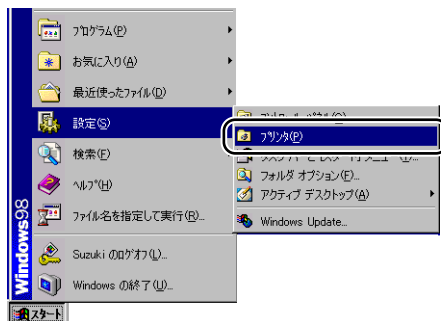 プログラム(P)
お気に入り(A)
最近使ったファイル(D)
設定(S)
検索(F)
ヘルプ(H)
ファイル名を指定して実行(R)...
Suzuki のログオフ(L)...
Windows の終了(U)...
Windows98
スタート
プリンタ(P)
フォルダ オプション(F)...
アクティブ デスクトップ(A)
Windows Update...